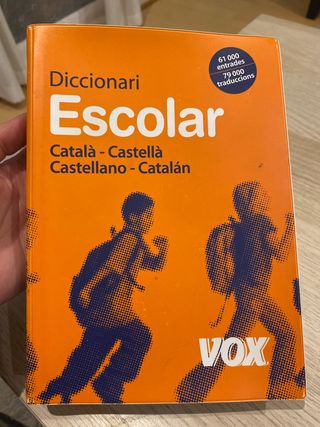 61 000
entrades
79 000
traduccions
Diccionari
Escolar
Català - Castellà
Castellano - Catalán
VOX